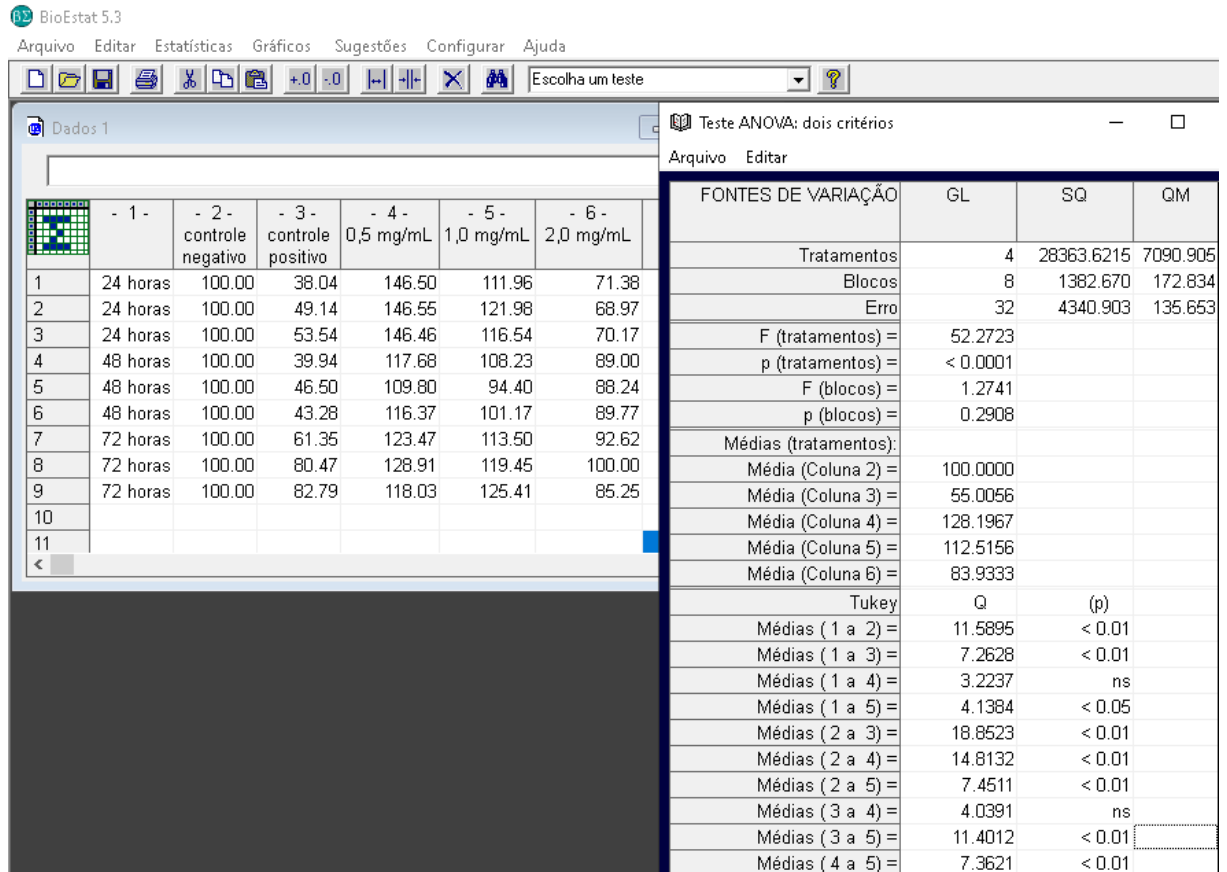 BioEstat 5.3
Arquivo Editar Estatísticas Gráficos Sugestões Configurar Ajuda
+.0 -.0 Escolha um teste
Dados 1
- 1 - - 2 - - 3 - - 4 - - 5 - - 6 -
controle controle 0,5 mg/mL 1,0 mg/mL 2,0 mg/mL
negativo positivo
1 24 horas 100.00 38.04 146.50 111.96 71.38
2 24 horas 100.00 49.14 146.55 121.98 68.97
3 24 horas 100.00 53.54 146.46 116.54 70.17
4 48 horas 100.00 39.94 117.68 108.23 89.00
5 48 horas 100.00 46.50 109.80 94.40 88.24
6 48 horas 100.00 43.28 116.37 101.17 89.77
7 72 horas 100.00 61.35 123.47 113.50 92.62
8 72 horas 100.00 80.47 128.91 119.45 100.00
9 72 horas 100.00 82.79 118.03 125.41 85.25
10
11
Teste ANOVA: dois critérios
Arquivo Editar
FONTES DE VARIAÇÃO GL SQ QM
Tratamentos 4 28363.6215 7090.905
Blocos 8 1382.670 172.834
Erro 32 4340.903 135.653
F (tratamentos) = 52.2723
p (tratamentos) = < 0.0001
F (blocos) = 1.2741
p (blocos) = 0.2908
Médias (tratamentos):
Média (Coluna 2) = 100.0000
Média (Coluna 3) = 55.0056
Média (Coluna 4) = 128.1967
Média (Coluna 5) = 112.5156
Média (Coluna 6) = 83.9333
Tukey Q (p)
Médias ( 1 a 2) = 11.5895 < 0.01
Médias ( 1 a 3) = 7.2628 < 0.01
Médias ( 1 a 4) = 3.2237 ns
Médias ( 1 a 5) = 4.1384 < 0.05
Médias ( 2 a 3) = 18.8523 < 0.01
Médias ( 2 a 4) = 14.8132 < 0.01
Médias ( 2 a 5) = 7.4511 < 0.01
Médias ( 3 a 4) = 4.0391 ns
Médias ( 3 a 5) = 11.4012 < 0.01
Médias ( 4 a 5) = 7.3621 < 0.01